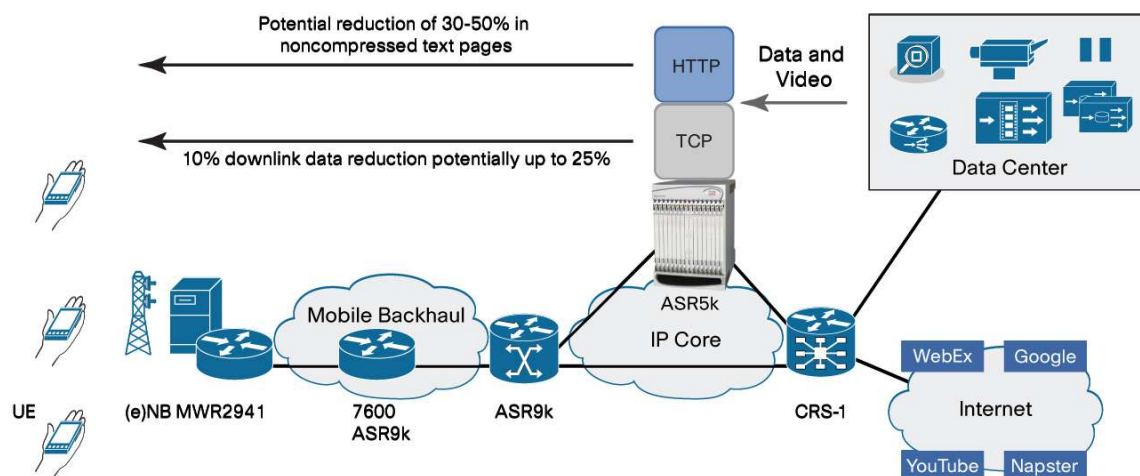 Potential reduction of 30-50% in
noncompressed text pages
HTTP
Data and
Video
TCP
10% downlink data reduction potentially up to 25%
Data Center
ASR5k
Mobile Backhaul
IP Core
WebEx
Google
UE
(e)NB MWR2941
7600
ASR9k
ASR9k
CRS-1
Internet
YouTube
Napster